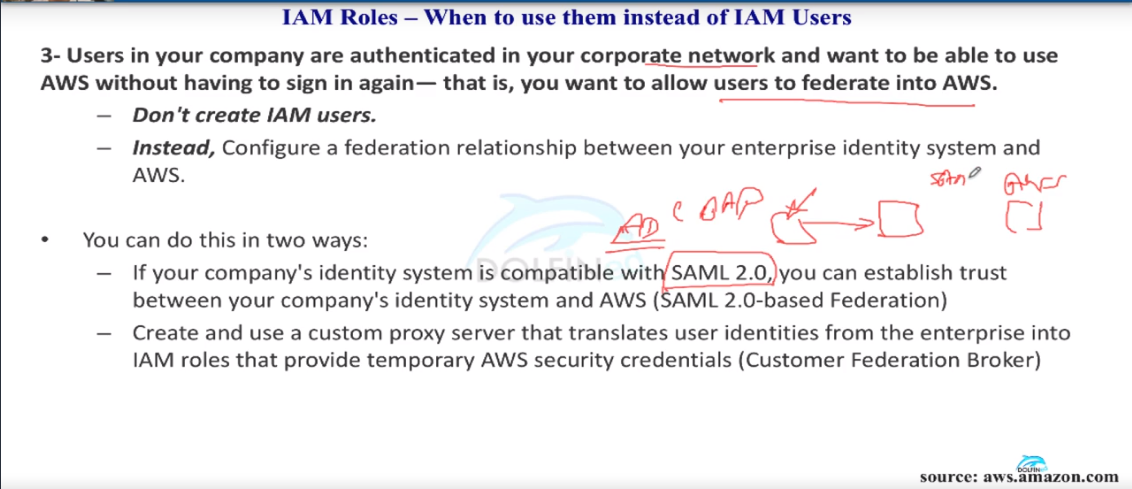 IAM Roles – When to use them instead of IAM Users
3- Users in your company are authenticated in your corporate network and want to be able to use
AWS without having to sign in again— that is, you want to allow users to federate into AWS.
– Don't create IAM users.
– Instead, Configure a federation relationship between your enterprise identity system and
AWS.
AD
• You can do this in two ways:
– If your company's identity system is compatible with SAML 2.0, you can establish trust
between your company's identity system and AWS (SAML 2.0-based Federation)
– Create and use a custom proxy server that translates user identities from the enterprise into
IAM roles that provide temporary AWS security credentials (Customer Federation Broker)
source: aws.amazon.com